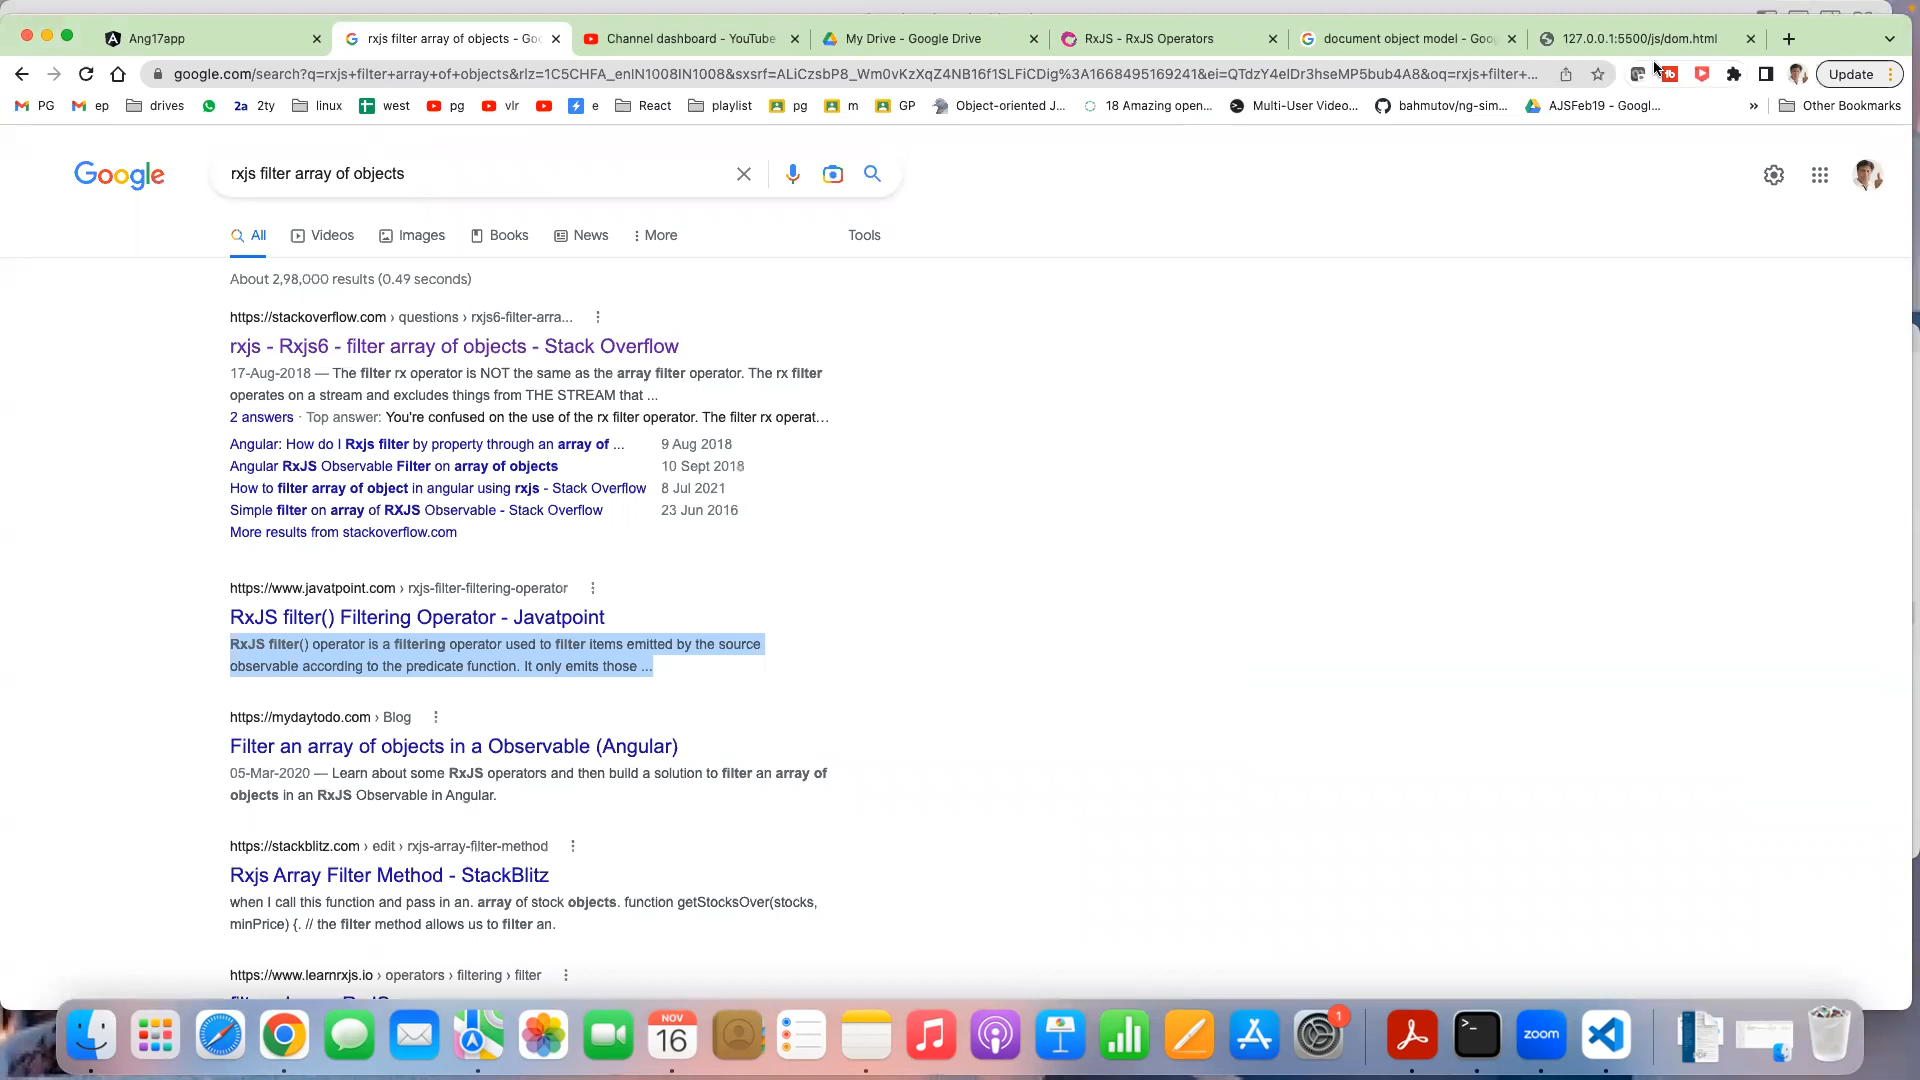 Ang17app
rxjs filter array of objects - Goo
Channel dashboard - YouTube
My Drive - Google Drive
RxJS - RxJS Operators
document object model - Goog
127.0.0.1:5500/js/dom.html
google.com/search?q=rxjs+filter+array+of+objects&rlz=1C5CHFA_enIN1008IN1008&sxsrf=ALiCzsbP8_Wm0vKzXqZ4NB16f1SLFiCDig%3A1668495169241&ei=QTdzY4elDr3hseMP5bub4A8&oq=rxjs+filter+...
Update
PG
ep
drives
2a 2ty
linux
west
pg
vlr
e
React
playlist
pg
m
GP
Object-oriented J...
18 Amazing open...
Multi-User Video...
bahmutov/ng-sim...
AJSFeb19 - Googl...
»
Other Bookmarks
Google
rxjs filter array of objects
All
Videos
Images
Books
News
More
Tools
About 2,98,000 results (0.49 seconds)
https://stackoverflow.com › questions › rxjs6-filter-arra...
rxjs - Rxjs6 - filter array of objects - Stack Overflow
17-Aug-2018 — The filter rx operator is NOT the same as the array filter operator. The rx filter
operates on a stream and excludes things from THE STREAM that ...
2 answers · Top answer: You're confused on the use of the rx filter operator. The filter rx operat...
Angular: How do I Rxjs filter by property through an array of ... 9 Aug 2018
Angular RxJS Observable Filter on array of objects 10 Sept 2018
How to filter array of object in angular using rxjs - Stack Overflow 8 Jul 2021
Simple filter on array of RXJS Observable - Stack Overflow 23 Jun 2016
More results from stackoverflow.com
https://www.javatpoint.com › rxjs-filter-filtering-operator
RxJS filter() Filtering Operator - Javatpoint
RxJS filter() operator is a filtering operator used to filter items emitted by the source
observable according to the predicate function. It only emits those ...
https://mydaytodo.com › Blog
Filter an array of objects in a Observable (Angular)
05-Mar-2020 — Learn about some RxJS operators and then build a solution to filter an array of
objects in an RxJS Observable in Angular.
https://stackblitz.com › edit › rxjs-array-filter-method
Rxjs Array Filter Method - StackBlitz
when I call this function and pass in an. array of stock objects. function getStocksOver(stocks,
minPrice) {. // the filter method allows us to filter an.
https://www.learnrxjs.io › operators › filtering › filter
NOV
16
1
zoom